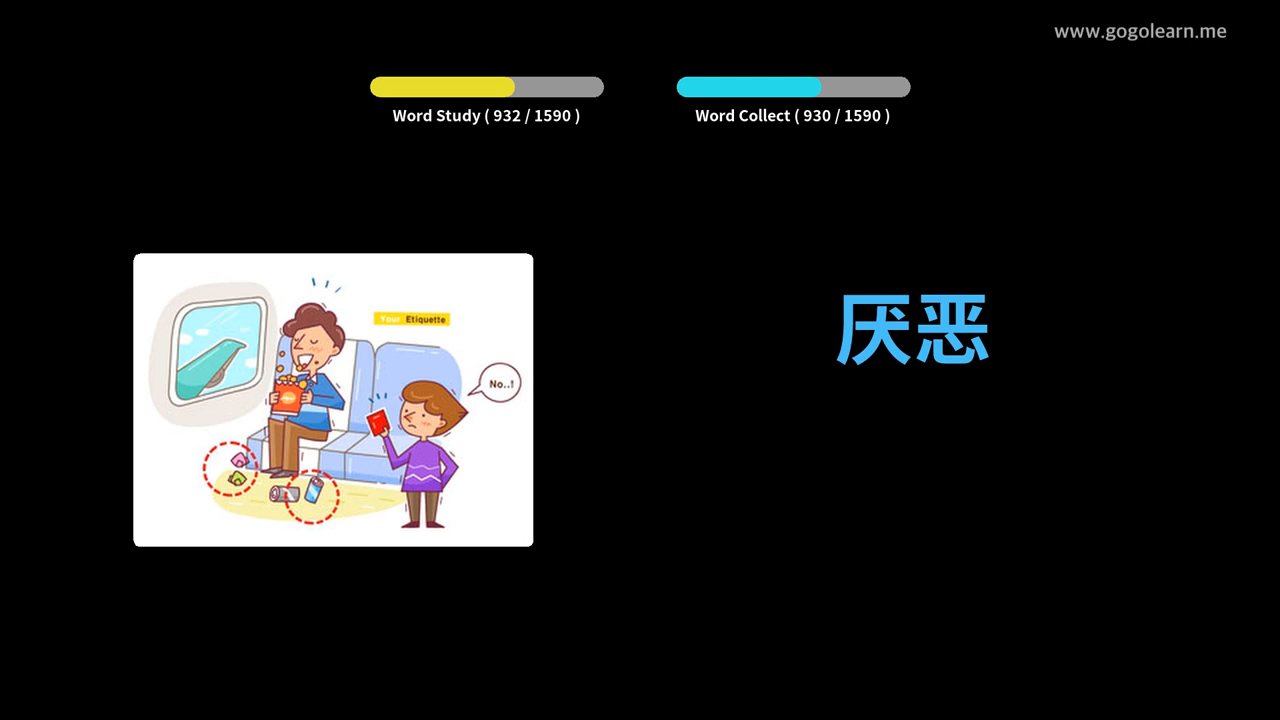 www.gogolearn.me
Word Study ( 932 / 1590 )
Word Collect ( 930 / 1590 )
Your Etiquette
No..!
厌恶